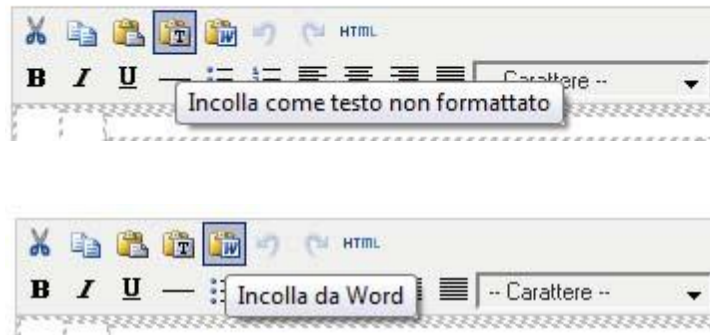 T W HTML
B I U -- Carattere --
Incolla come testo non formattato
T W HTML
B I U -- Carattere --
Incolla da Word